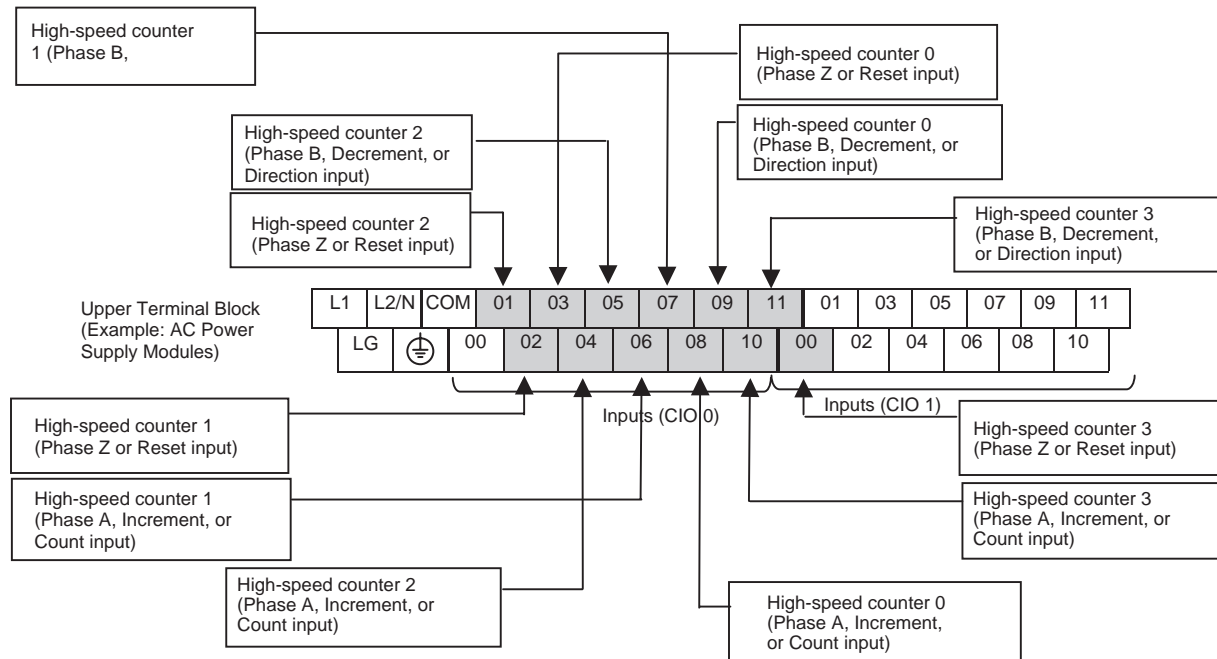 High-speed counter
1 (Phase B,
High-speed counter 0
(Phase Z or Reset input)
High-speed counter 2
(Phase B, Decrement, or
Direction input)
High-speed counter 0
(Phase B, Decrement, or
Direction input)
High-speed counter 2
(Phase Z or Reset input)
High-speed counter 3
(Phase B, Decrement,
or Direction input)
Upper Terminal Block
(Example: AC Power
Supply Modules)
L1 L2/N COM 01 03 05 07 09 11 01 03 05 07 09 11
LG 00 02 04 06 08 10 00 02 04 06 08 10
Inputs (CIO 0)
Inputs (CIO 1)
High-speed counter 1
(Phase Z or Reset input)
High-speed counter 3
(Phase Z or Reset input)
High-speed counter 1
(Phase A, Increment, or
Count input)
High-speed counter 3
(Phase A, Increment, or
Count input)
High-speed counter 2
(Phase A, Increment, or
Count input)
High-speed counter 0
(Phase A, Increment,
or Count input)